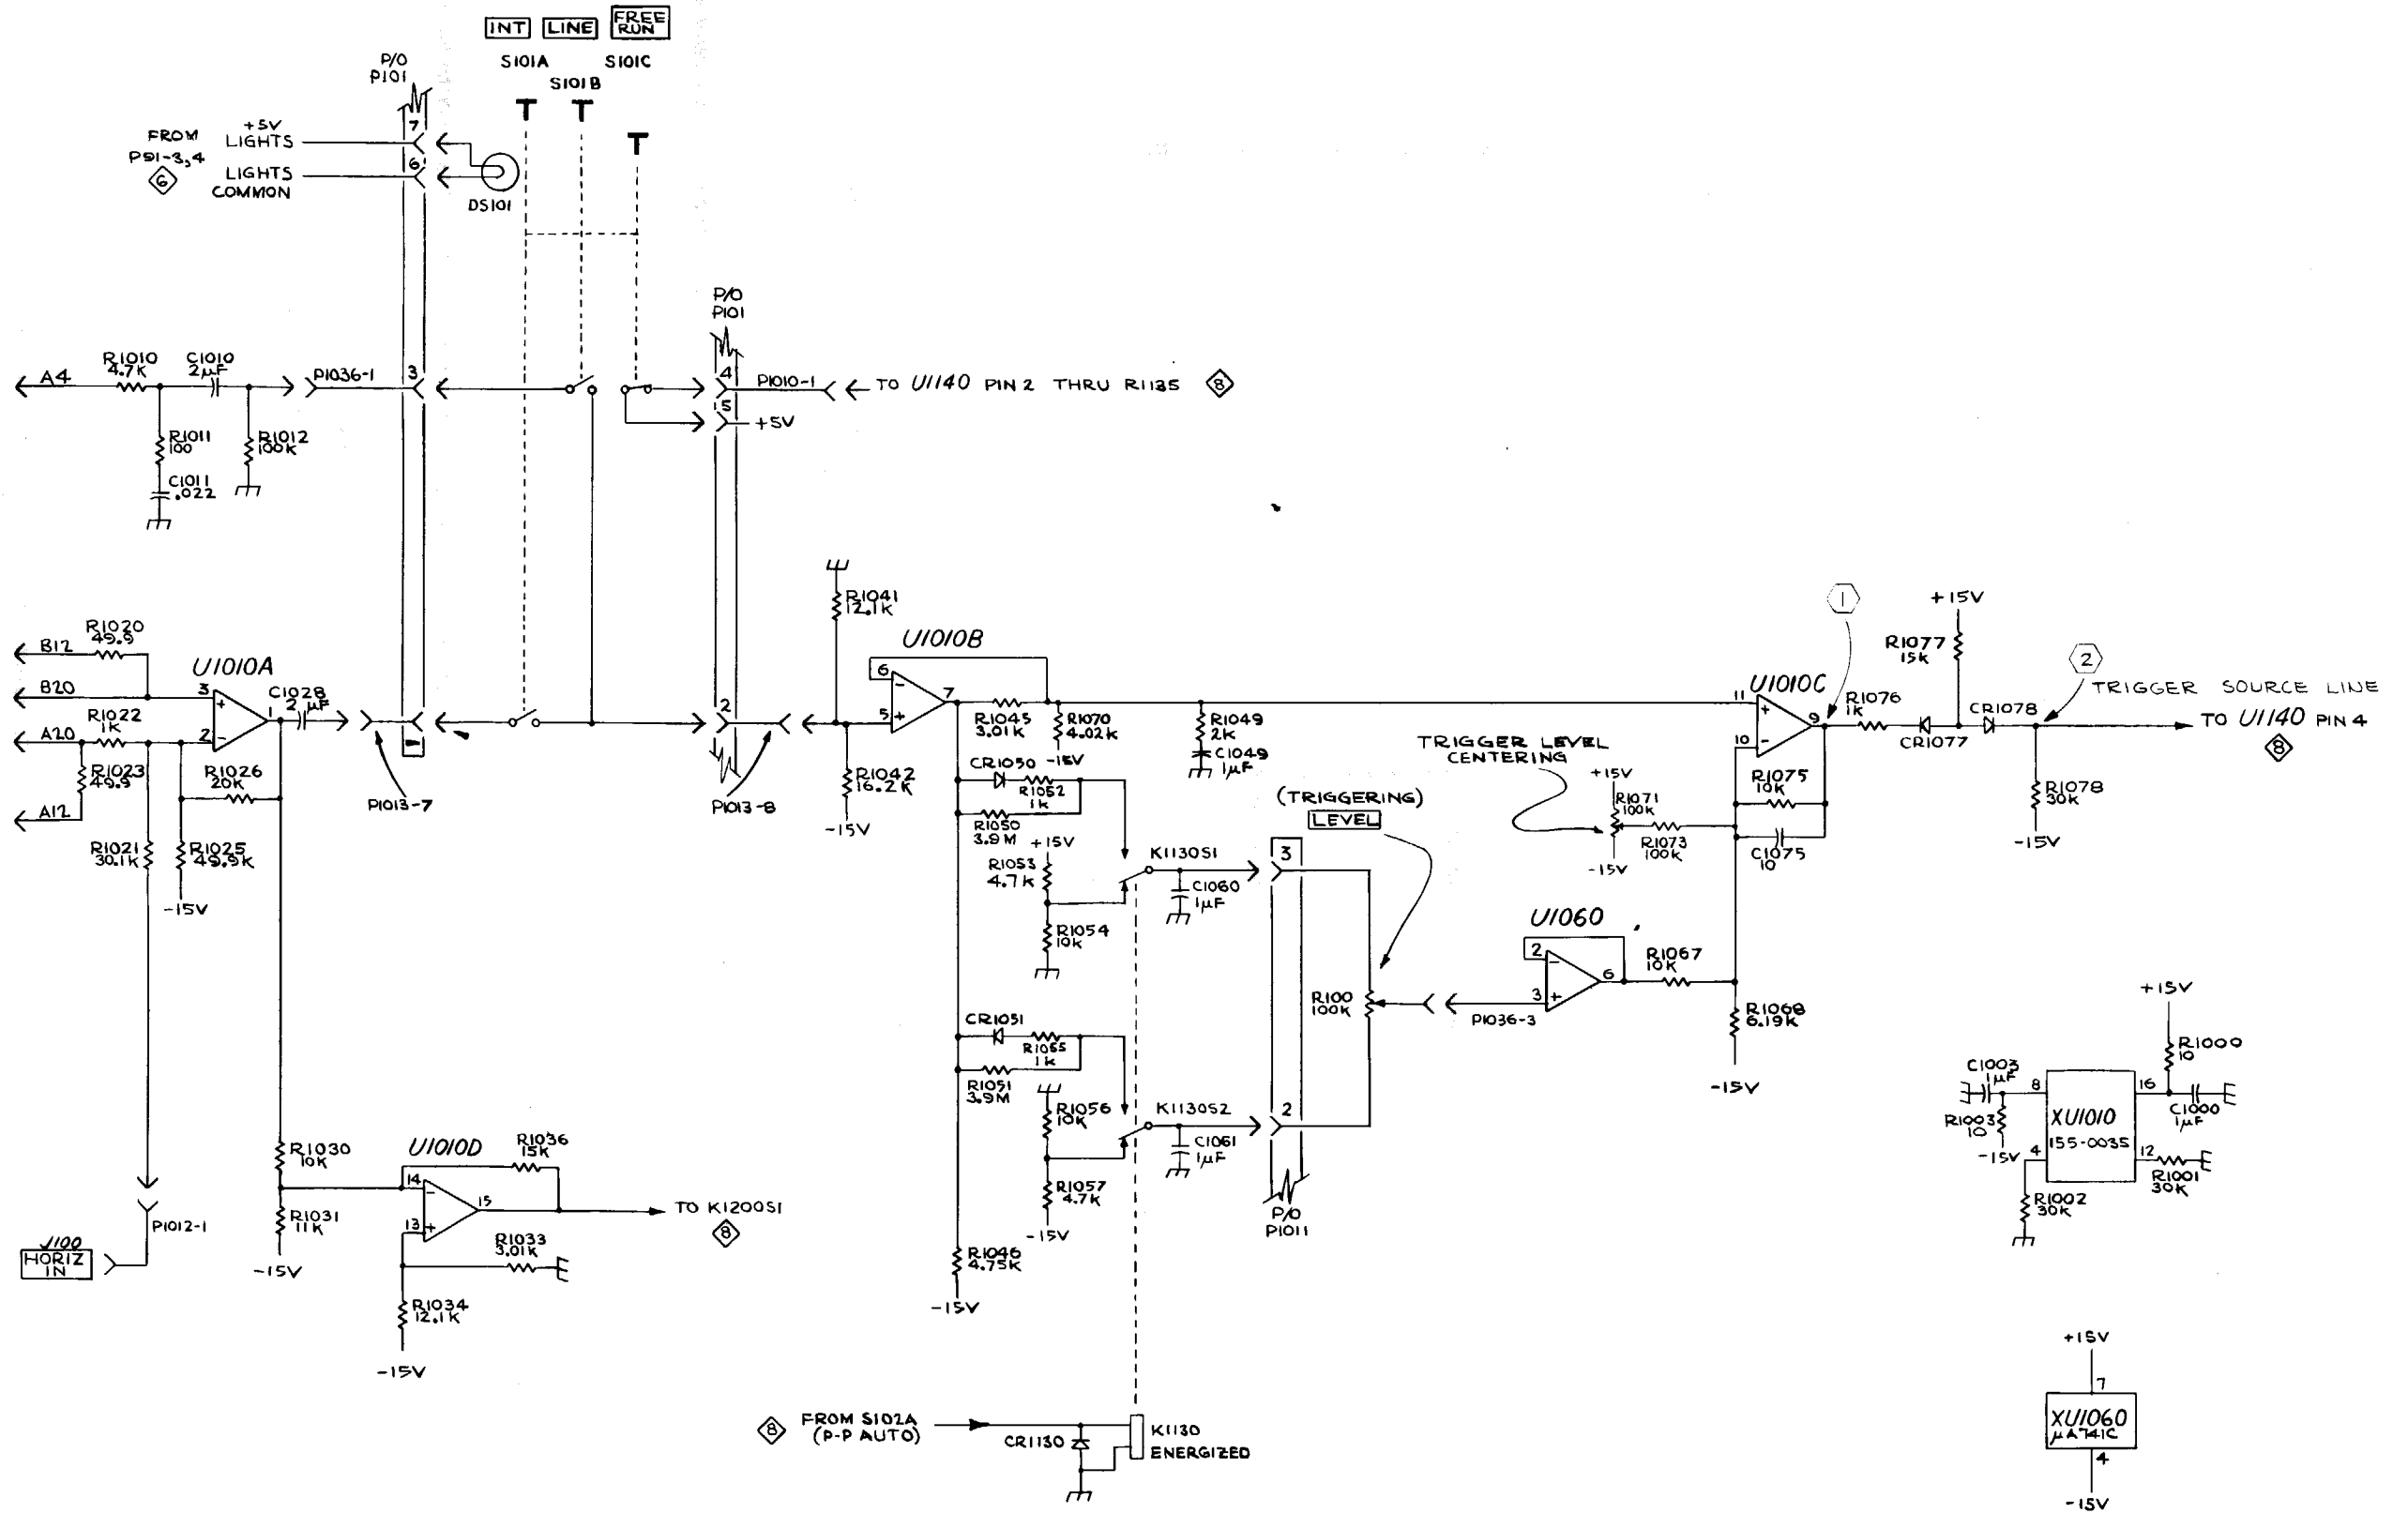 INT LINE FREE
RUN
S101A S101B S101C
P/O
P101
FROM
P91-3,4
6
+5V
LIGHTS
LIGHTS
COMMON
7
6
DS101
A4
R1010
4.7K
C1010
2µF
P1036-1
3
R1011
100
R1012
100K
C1011
.022
P/O
P101
4
P1010-1
TO U1140 PIN 2 THRU R1135
8
15
+5V
B12
R1020
49.9
B20
U1010A
3
+
1
2
-
C1028
2 µF
R1022
1K
A20
R1023
49.9
R1026
20K
A12
R1021
30.1K
R1025
49.9K
-15V
P1013-7
2
P1013-8
R1041
12.1K
R1042
16.2K
-15V
U1010B
6
-
7
5
+
R1045
3.01K
R1070
4.02K
-15V
R1049
2K
C1049
1µF
CR1050
R1052
1K
R1050
3.9M
+15V
R1053
4.7K
R1054
10K
K1130S1
C1060
1µF
3
(TRIGGERING)
LEVEL
R100
100K
P1036-3
CR1051
R1055
1K
R1051
3.9M
R1056
10K
R1057
4.7K
-15V
K1130S2
C1061
1µF
2
P/O
P1011
R1046
4.75K
-15V
TRIGGER LEVEL
CENTERING
+15V
R1071
100K
-15V
R1073
100K
U1060
2
-
6
3
+
R1067
10K
R1068
6.19K
-15V
U1010C
11
+
9
10
-
R1075
10K
C1075
10
1
R1076
1K
CR1077
+15V
R1077
15K
CR1078
2
TRIGGER SOURCE LINE
TO U1140 PIN 4
8
R1078
30K
-15V
J100
HORIZ
IN
P1012-1
R1030
10K
R1031
11K
-15V
U1010D
14
-
15
13
+
R1036
15K
TO K1200S1
8
R1033
3.01K
R1034
12.1K
-15V
8
FROM S102A
(P-P AUTO)
CR1130
K1130
ENERGIZED
+15V
R1000
10
C1003
1µF
8
16
R1003
10
-15V
4
XU1010
155-0035
C1000
1µF
12
R1001
30K
R1002
30K
+15V
7
XU1060
µA741C
4
-15V